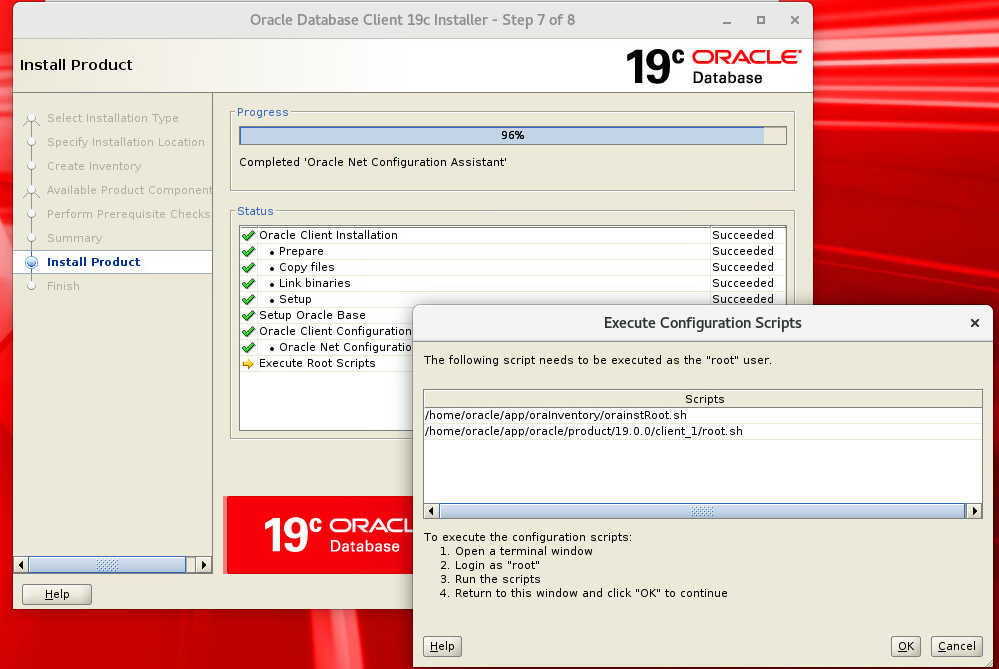 Oracle Database Client 19c Installer - Step 7 of 8
Install Product
19c ORACLE
Database
Select Installation Type
Specify Installation Location
Create Inventory
Available Product Component
Perform Prerequisite Checks
Summary
Install Product
Finish
Help
Progress
96%
Completed 'Oracle Net Configuration Assistant'
Status
Oracle Client Installation Succeeded
• Prepare Succeeded
• Copy files Succeeded
• Link binaries Succeeded
• Setup Succeeded
Setup Oracle Base
Oracle Client Configuration
• Oracle Net Configuratio
Execute Root Scripts
19c ORACL
Database
Execute Configuration Scripts
The following script needs to be executed as the "root" user.
Scripts
/home/oracle/app/oraInventory/orainstRoot.sh
/home/oracle/app/oracle/product/19.0.0/client_1/root.sh
To execute the configuration scripts:
1. Open a terminal window
2. Login as "root"
3. Run the scripts
4. Return to this window and click "OK" to continue
Help
OK
Cancel